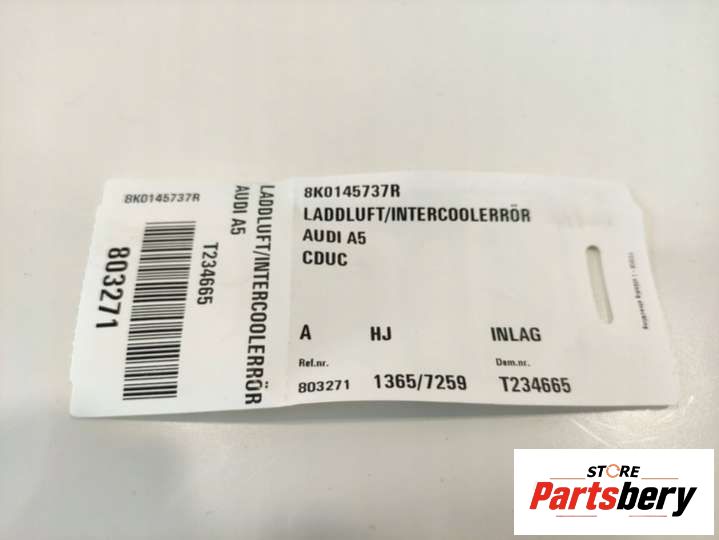 8K0145737R
803271
T234665
LADDLUFT/INTERCOOLERRÖR
AUDI A5
8K0145737R
LADDLUFT/INTERCOOLERRÖR
AUDI A5
CDUC
A HJ INLAG
Ref.nr. Dem.nr.
803271 1365/7259 T234665
STORE
Partsbery